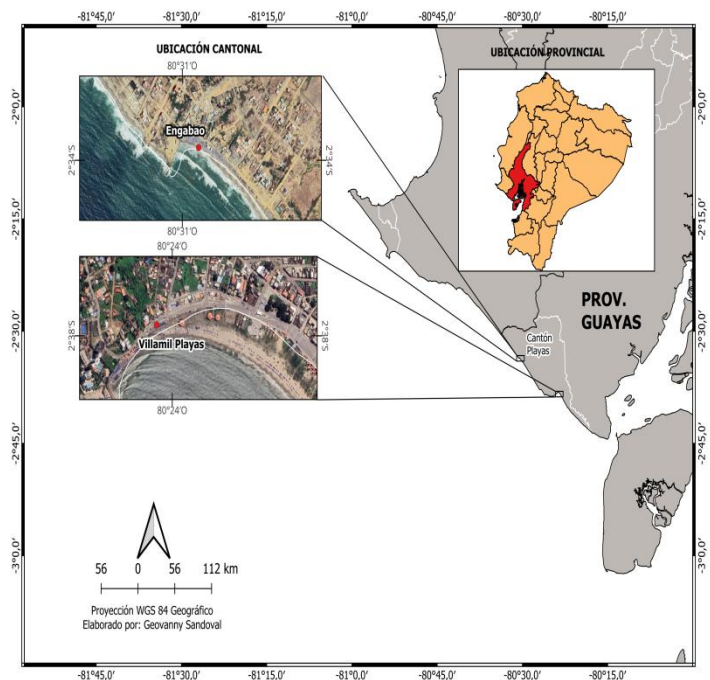 -81°45,0′ -81°30,0′ -81°15,0′ -81°0,0′ -80°45,0′ -80°30,0′ -80°15,0′
UBICACIÓN CANTONAL
UBICACIÓN PROVINCIAL
80°31'O
Engabao
2°34'S
2°34'S
80°31'O
80°24'O
2°38'S
Villamil Playas
2°38'S
80°24'O
PROV.
GUAYAS
Cantón
Playas
-2°0,0′
-2°15,0′
-2°30,0′
-2°45,0′
-3°0,0′
-2°0,0′
-2°15,0′
-2°30,0′
-2°45,0′
-3°0,0′
56 0 56 112 km
Proyección WGS 84 Geográfico
Elaborado por: Geovanny Sandoval
-81°45,0′ -81°30,0′ -81°15,0′ -81°0,0′ -80°45,0′ -80°30,0′ -80°15,0′